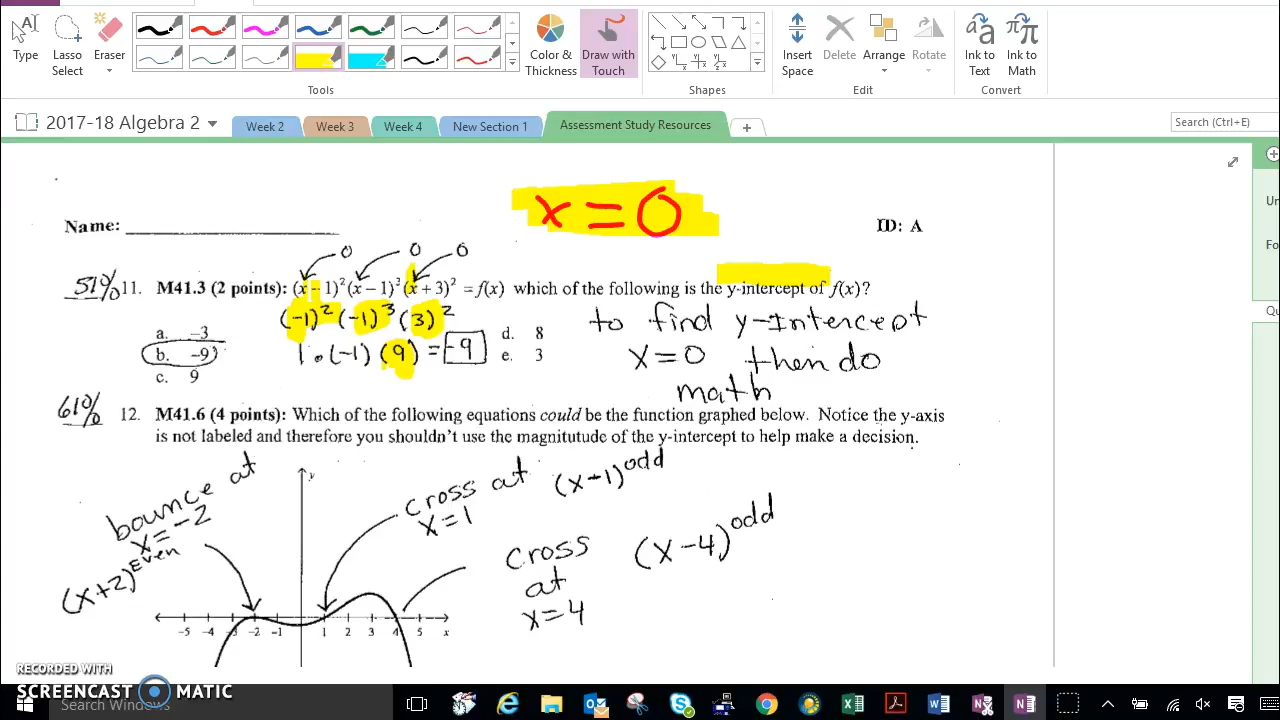 Type
Lasso
Select
Eraser
Color &
Thickness
Draw with
Touch
Insert
Space
Delete
Arrange
Rotate
Ink to
Text
Ink to
Math
Tools
Shapes
Edit
Convert
2017-18 Algebra 2
Week 2
Week 3
Week 4
New Section 1
Assessment Study Resources
+
Search (Ctrl+E)
x = 0
Name:
ID: A
0 0 0
51% 11. M41.3 (2 points): (x − 1)²(x − 1)³(x + 3)² = f(x) which of the following is the y-intercept of f(x)?
(-1)² (-1)³ (3)²
a. −3
d. 8
b. −9
1 • (-1) (9) = -9
e. 3
c. 9
to find y-Intercept
x=0 then do
math
61% 12. M41.6 (4 points): Which of the following equations could be the function graphed below. Notice the y-axis
is not labeled and therefore you shouldn't use the magnitutude of the y-intercept to help make a decision.
bounce at
x=-2
(x+2)^Even
cross at
x=1
(x-1)^odd
cross
at
x=4
(x-4)^odd
y
-5 -4 -3 -2 -1 1 2 3 4 5 x
RECORDED WITH
SCREENCAST MATIC
Search Windows